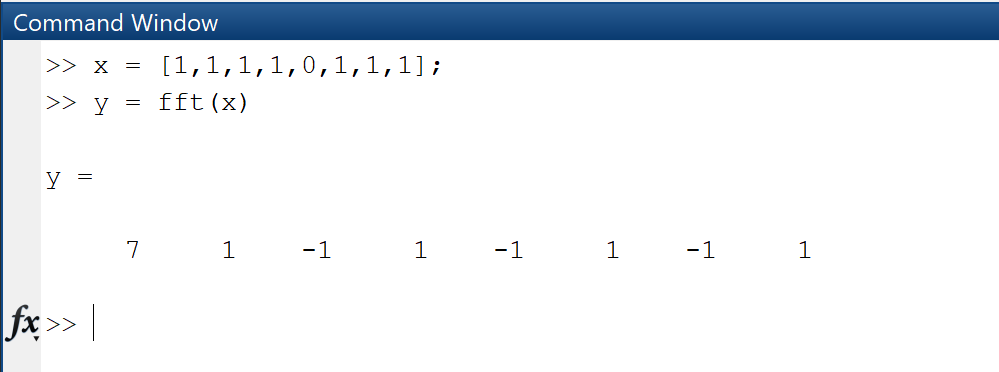 Command Window
>> x = [1,1,1,1,0,1,1,1];
>> y = fft(x)
y =
7 1 -1 1 -1 1 -1 1
fx >>